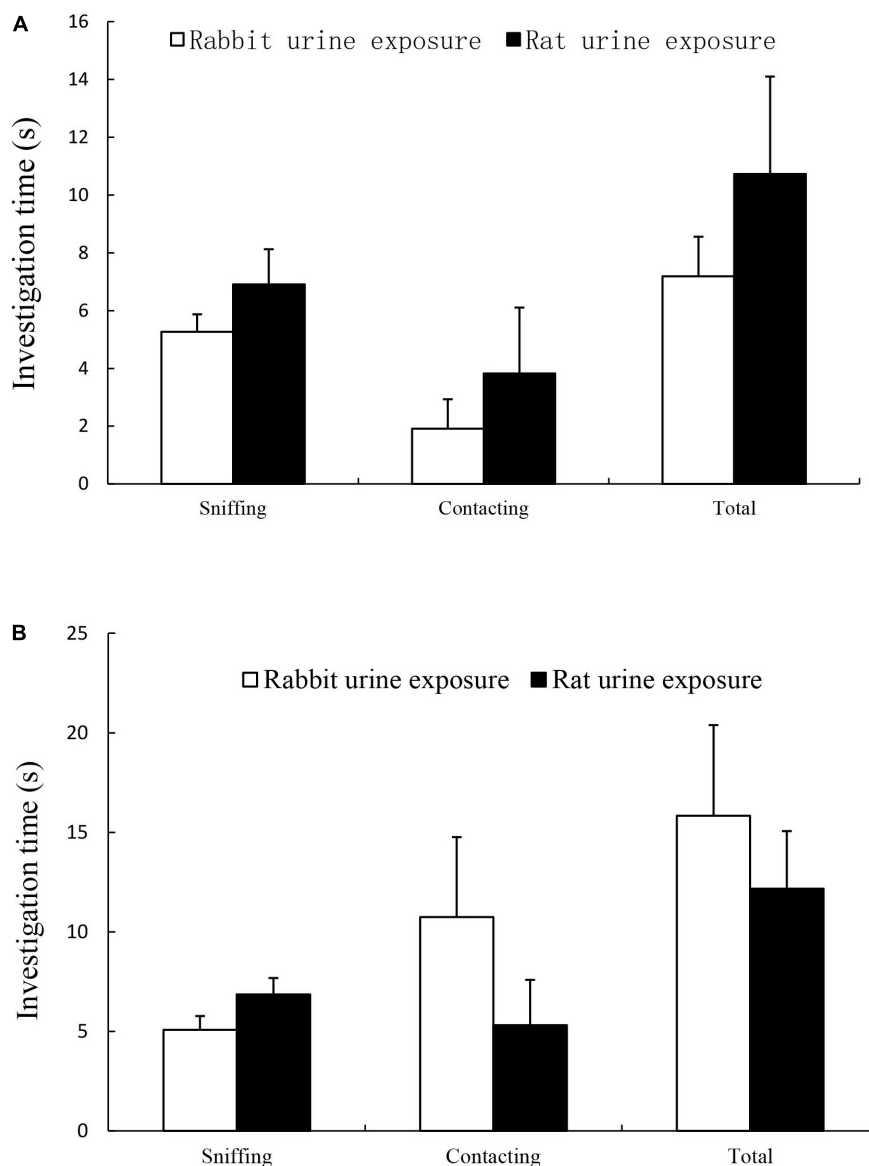 A
Rabbit urine exposure Rat urine exposure
Investigation time (s)
16
14
12
10
8
6
4
2
0
Sniffing Contacting Total
B
Rabbit urine exposure Rat urine exposure
Investigation time (s)
25
20
15
10
5
0
Sniffing Contacting Total